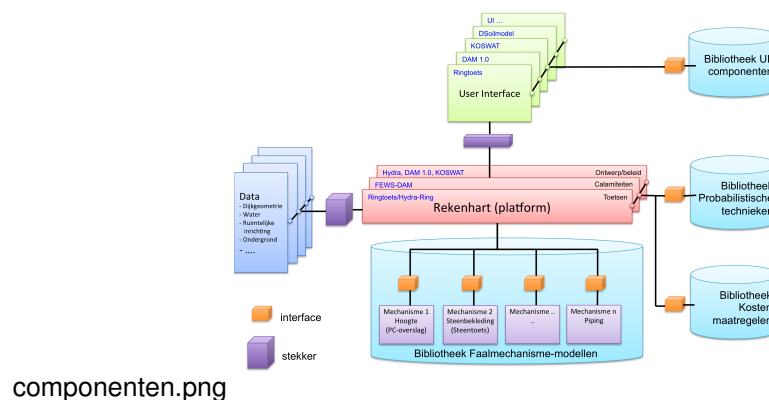 UI ...
DSoilmodel
KOSWAT
DAM 1.0
Ringtoets
User Interface
Bibliotheek UI
componenten
Hydra, DAM 1.0, KOSWAT
Ontwerp/beleid
FEWS-DAM
Calamiteiten
Ringtoets/Hydra-Ring
Toetsen
Rekenhart (platform)
Data
- Dijkgeometrie
- Water
- Ruimtelijke
inrichting
- Ondergrond
- ....
Bibliotheek
Probabilistische
technieken
Mechanisme 1
Hoogte
(PC-overslag)
Mechanisme 2
Steenbekleding
(Steentoets)
Mechanisme ..
..
Mechanisme n
Piping
Bibliotheek Faalmechanisme-modellen
Bibliotheek
Kosten
maatregelen
interface
stekker
componenten.png